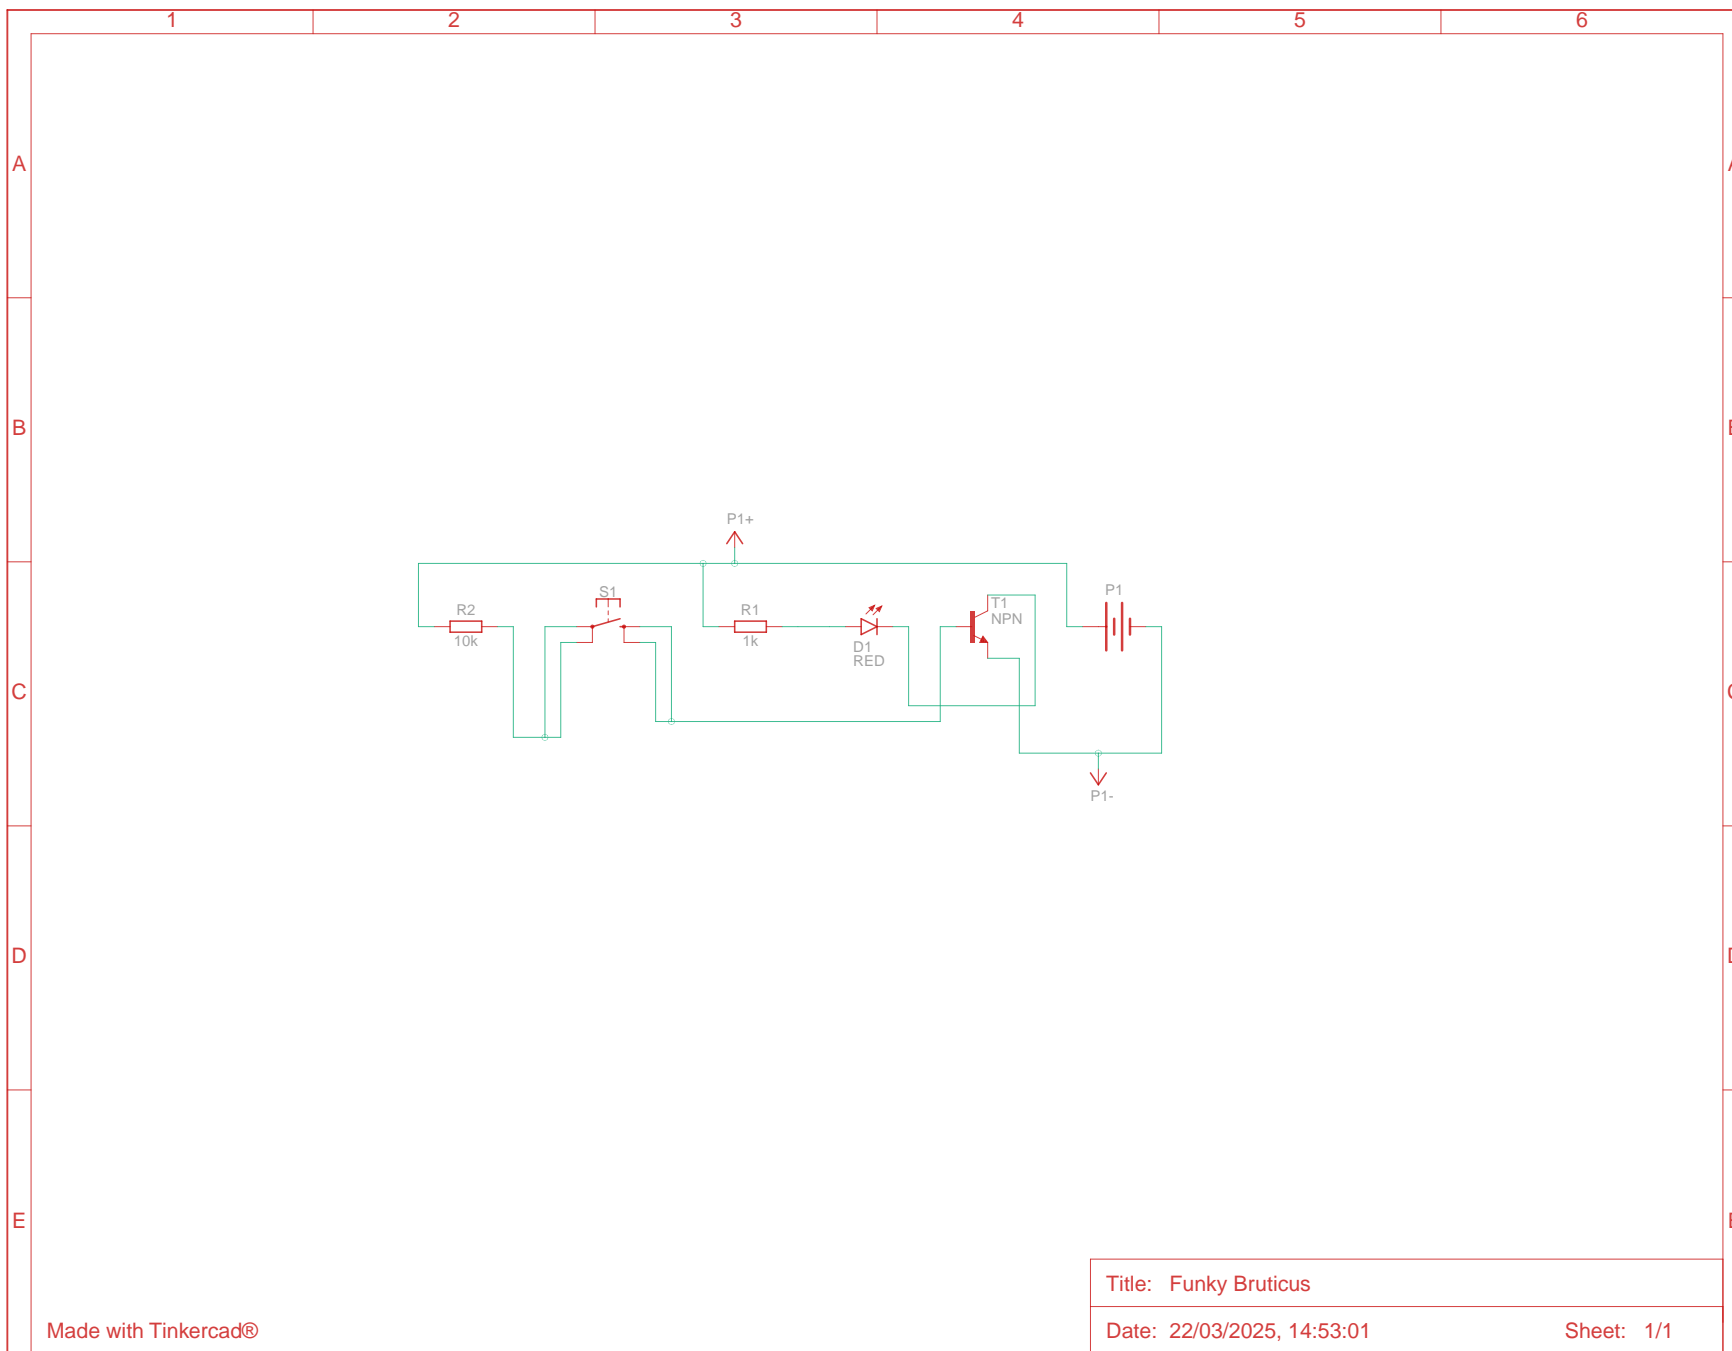 1 2 3 4 5 6
A
B
C
D
E
P1+
S1
R2
10k
R1
1k
D1
RED
T1
NPN
P1
P1-
Title: Funky Bruticus
Date: 22/03/2025, 14:53:01 Sheet: 1/1
Made with Tinkercad®